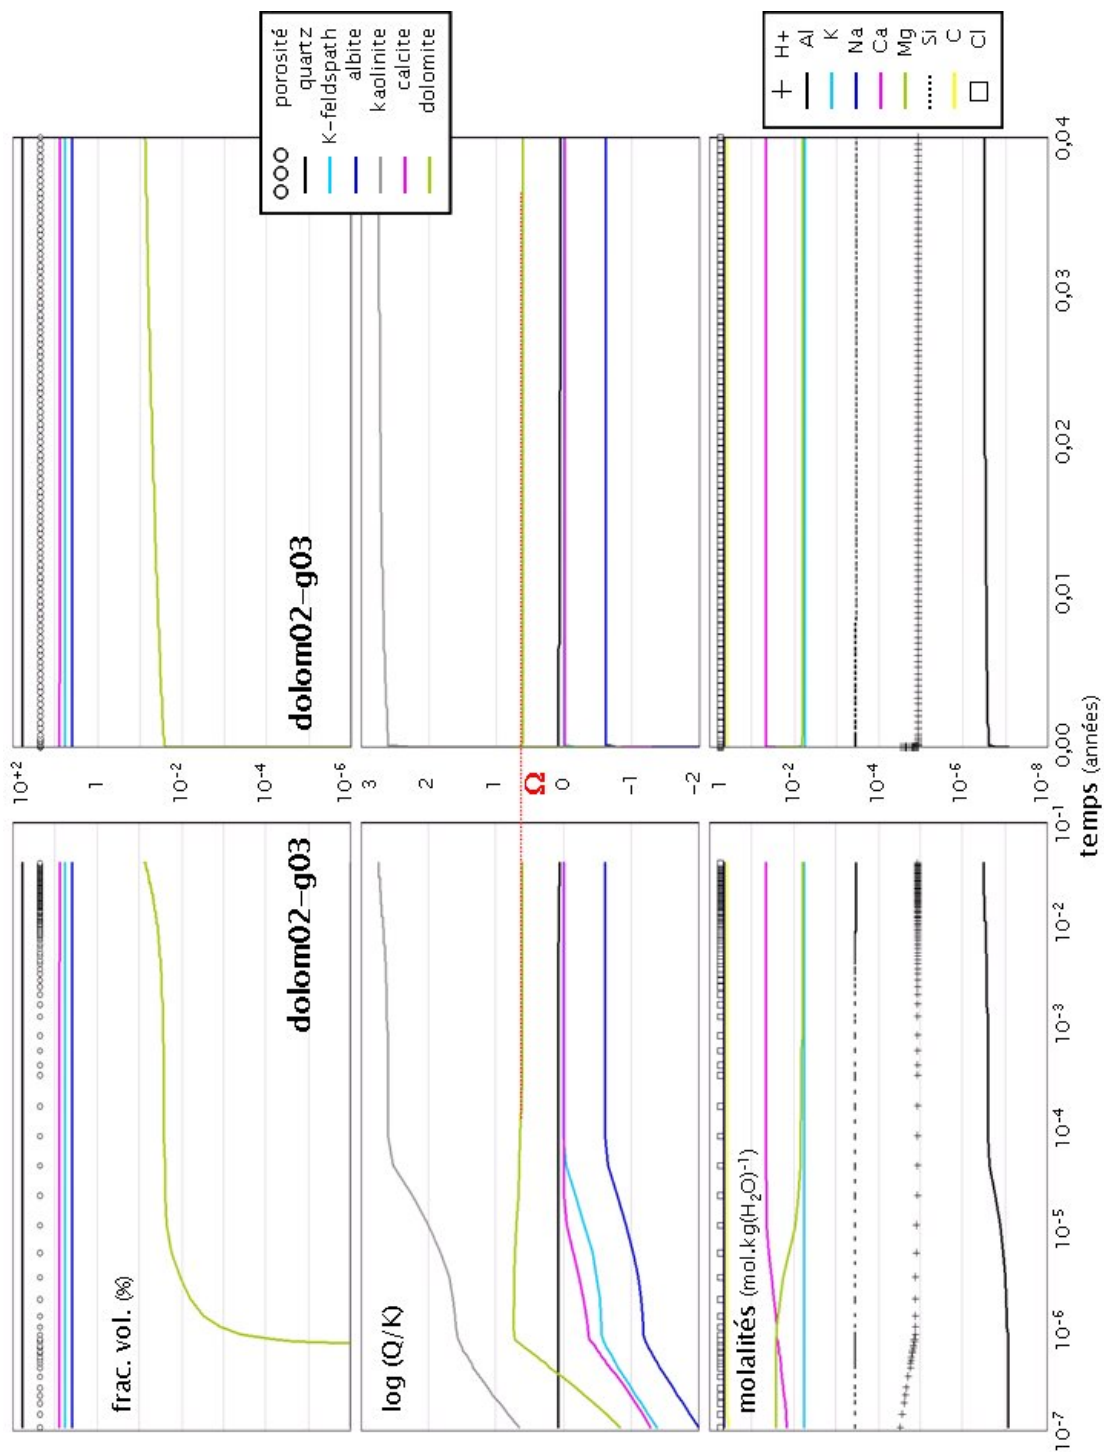 frac. vol. (%)
dolom02-g03
10+2
1
10-2
10-4
10-6
dolom02-g03
porosité
quartz
K-feldspath
albite
kaolinite
calcite
dolomite
log (Q/K)
3
2
1
Ω
0
-1
-2
molalités (mol.kg(H2O)-1)
1
10-2
10-4
10-6
10-8
H+
Al
K
Na
Ca
Mg
Si
C
Cl
10-7
10-6
10-5
10-4
10-3
10-2
10-1
0,00
0,01
0,02
0,03
0,04
temps (années)